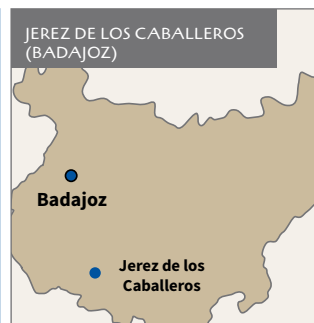 JEREZ DE LOS CABALLEROS
(BADAJOZ)
Badajoz
Jerez de los
Caballeros